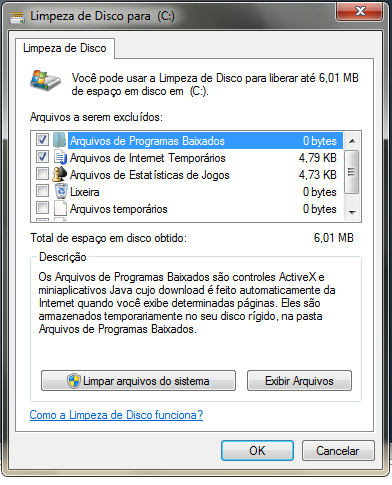 Limpeza de Disco para  (C:)
Limpeza de Disco
Você pode usar a Limpeza de Disco para liberar até 6,01 MB
de espaço em disco em  (C:).
Arquivos a serem excluídos:
Arquivos de Programas Baixados 0 bytes
Arquivos de Internet Temporários 4,79 KB
Arquivos de Estatísticas de Jogos 4,73 KB
Lixeira 0 bytes
Arquivos temporários 0 bytes
Total de espaço em disco obtido: 6,01 MB
Descrição
Os Arquivos de Programas Baixados são controles ActiveX e
miniaplicativos Java cujo download é feito automaticamente da
Internet quando você exibe determinadas páginas. Eles são
armazenados temporariamente no seu disco rígido, na pasta
Arquivos de Programas Baixados.
Limpar arquivos do sistema Exibir Arquivos
Como a Limpeza de Disco funciona?
OK Cancelar